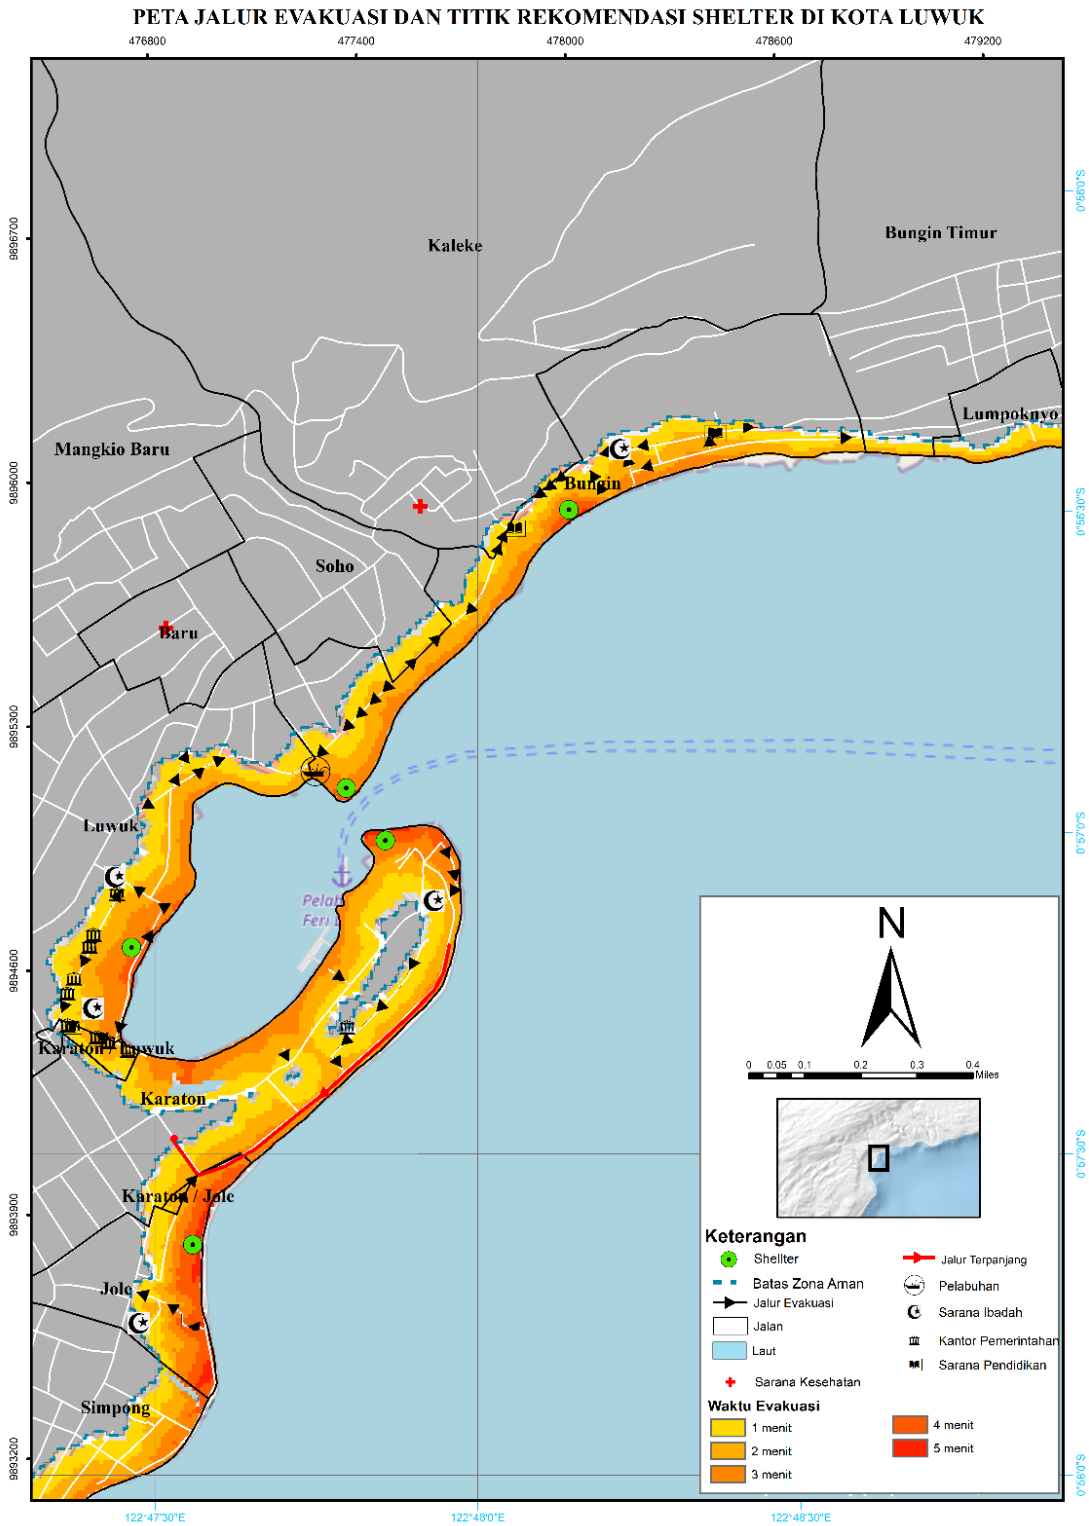 PETA JALUR EVAKUASI DAN TITIK REKOMENDASI SHELTER DI KOTA LUWUK
476800 477400 478000 478600 479200
0°56'0"S
9896700
Kaleke
Bungin Timur
Lumpoknyo
Mangkio Baru
9896000
Bungin
0°56'30"S
Soho
Baru
9895300
Luwuk
0°57'0"S
Pelab
Feri
N
9894600
Karaton / Luwuk
0 0.05 0.1 0.2 0.3 0.4
Miles
Karaton
0°57'30"S
Karaton / Jole
9893900
Keterangan
Shellter
Batas Zona Aman
Jalur Evakuasi
Jalan
Laut
Sarana Kesehatan
Jalur Terpanjang
Pelabuhan
Sarana Ibadah
Kantor Pemerintahan
Sarana Pendidikan
Jole
Simpong
Waktu Evakuasi
1 menit
2 menit
3 menit
4 menit
5 menit
9893200
0°58'0"S
122°47'30"E 122°48'0"E 122°48'30"E